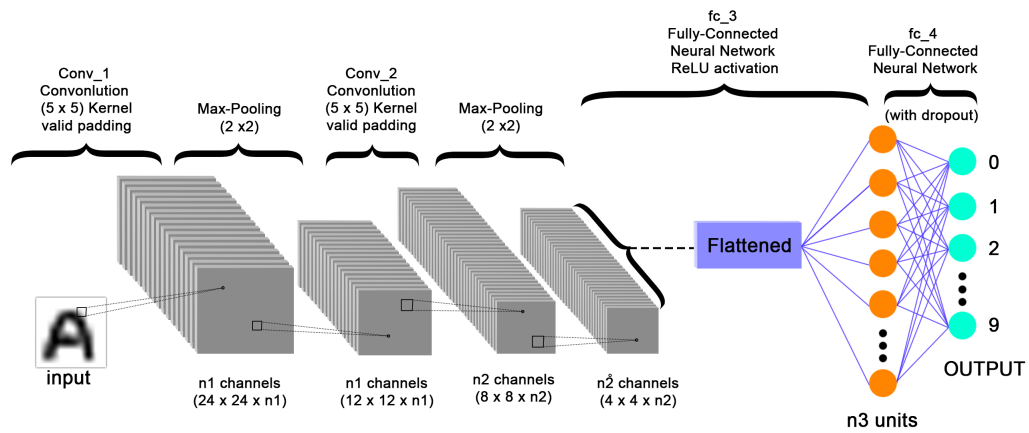 Conv_1
Convonlution
(5 x 5) Kernel
valid padding
Max-Pooling
(2 x2)
Conv_2
Convonlution
(5 x 5) Kernel
valid padding
Max-Pooling
(2 x2)
fc_3
Fully-Connected
Neural Network
ReLU activation
fc_4
Fully-Connected
Neural Network
(with dropout)
A
input
n1 channels
(24 x 24 x n1)
n1 channels
(12 x 12 x n1)
n2 channels
(8 x 8 x n2)
n2 channels
(4 x 4 x n2)
Flattened
n3 units
0
1
2
9
OUTPUT